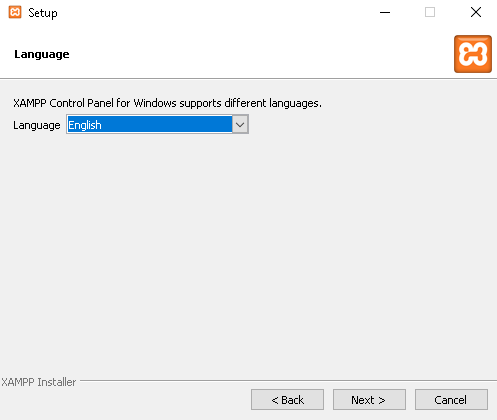 Setup
Language
XAMPP Control Panel for Windows supports different languages.
Language English
XAMPP Installer
< Back Next > Cancel